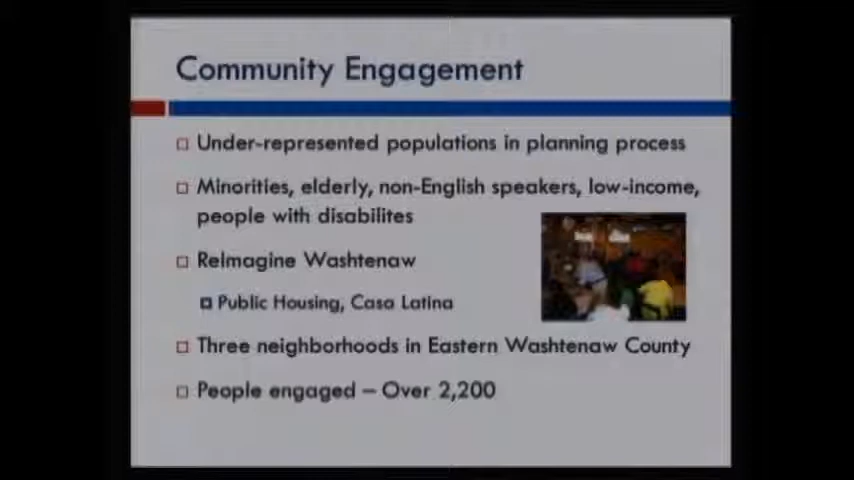 Community Engagement
Under-represented populations in planning process
Minorities, elderly, non-English speakers, low-income,
people with disabilites
ReImagine Washtenaw
Public Housing, Casa Latina
Three neighborhoods in Eastern Washtenaw County
People engaged – Over 2,200